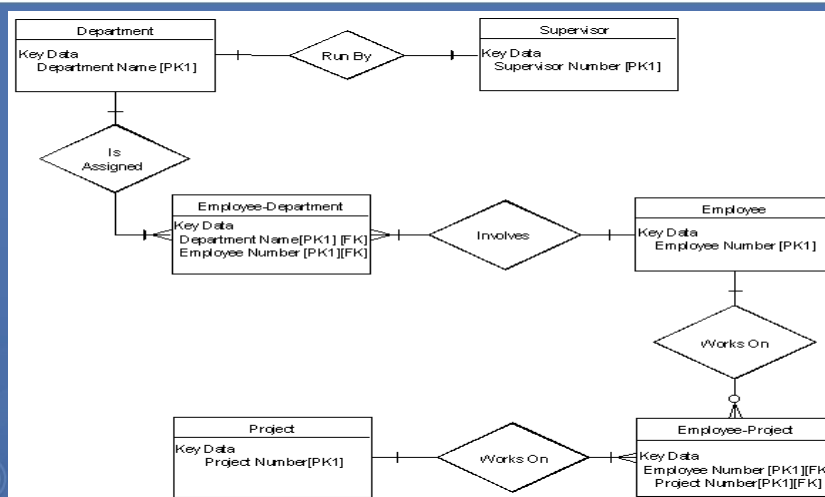 Department
Key Data
Department Name [PK1]
Run By
Supervisor
Key Data
Supervisor Number [PK1]
Is
Assigned
Employee-Department
Key Data
Department Name[PK1] [FK]
Employee Number [PK1][FK]
Involves
Employee
Key Data
Employee Number [PK1]
Works On
Project
Key Data
Project Number[PK1]
Works On
Employee-Project
Key Data
Employee Number [PK1][FK
Project Number[PK1][FK]